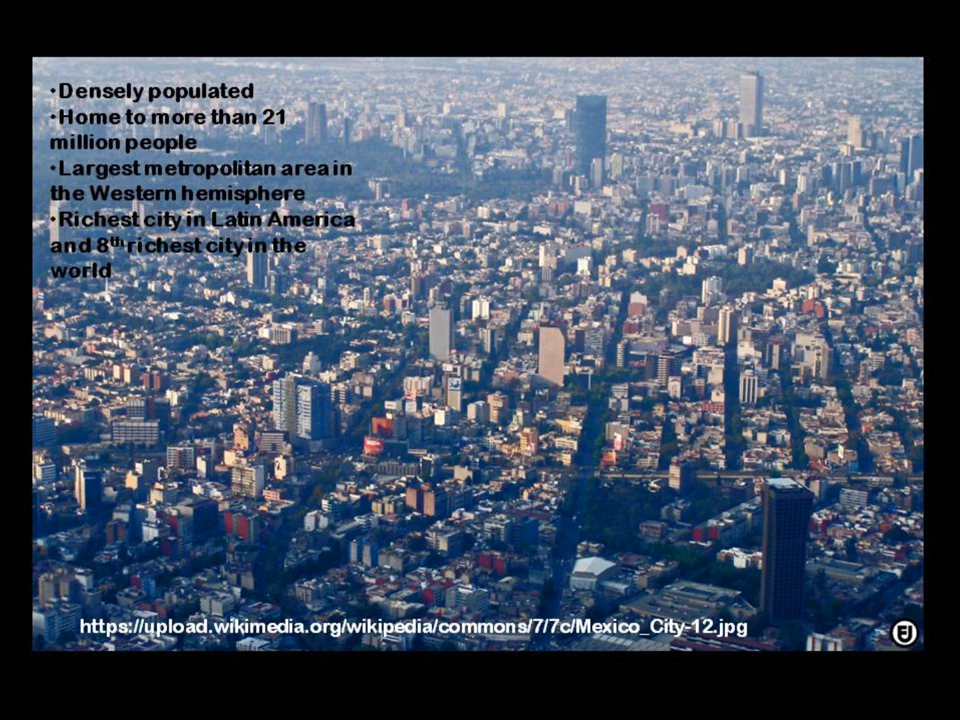 •Densely populated
•Home to more than 21
million people
•Largest metropolitan area in
the Western hemisphere
•Richest city in Latin America
and 8th richest city in the
world
https://upload.wikimedia.org/wikipedia/commons/7/7c/Mexico_City-12.jpg